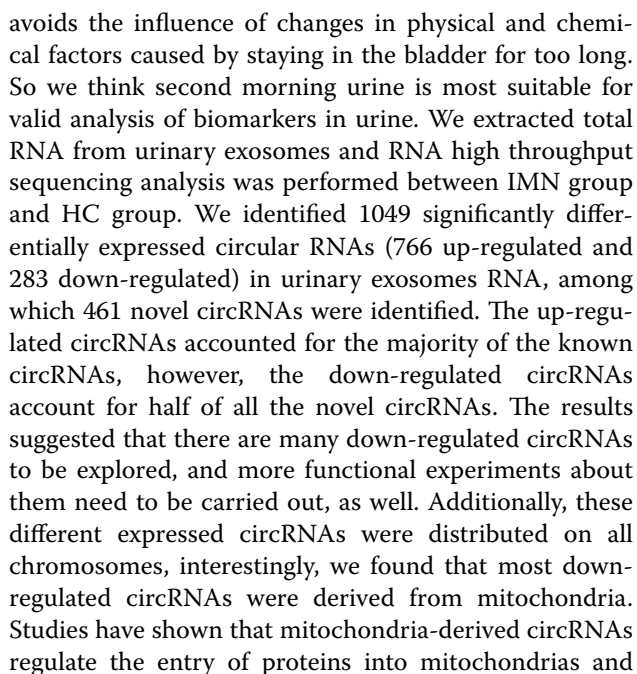 avoids the influence of changes in physical and chemi-
cal factors caused by staying in the bladder for too long.
So we think second morning urine is most suitable for
valid analysis of biomarkers in urine. We extracted total
RNA from urinary exosomes and RNA high throughput
sequencing analysis was performed between IMN group
and HC group. We identified 1049 significantly differ-
entially expressed circular RNAs (766 up-regulated and
283 down-regulated) in urinary exosomes RNA, among
which 461 novel circRNAs were identified. The up-regu-
lated circRNAs accounted for the majority of the known
circRNAs, however, the down-regulated circRNAs
account for half of all the novel circRNAs. The results
suggested that there are many down-regulated circRNAs
to be explored, and more functional experiments about
them need to be carried out, as well. Additionally, these
different expressed circRNAs were distributed on all
chromosomes, interestingly, we found that most down-
regulated circRNAs were derived from mitochondria.
Studies have shown that mitochondria-derived circRNAs
regulate the entry of proteins into mitochondrias and